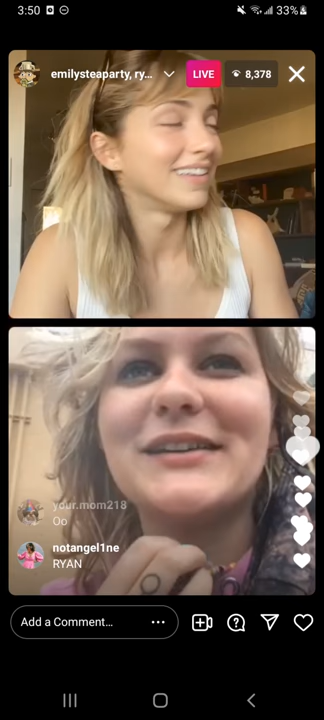 3:50
33%
emilysteaparty, ry...
LIVE
8,378
your.mom218
Oo
notangel1ne
RYAN
Add a Comment...